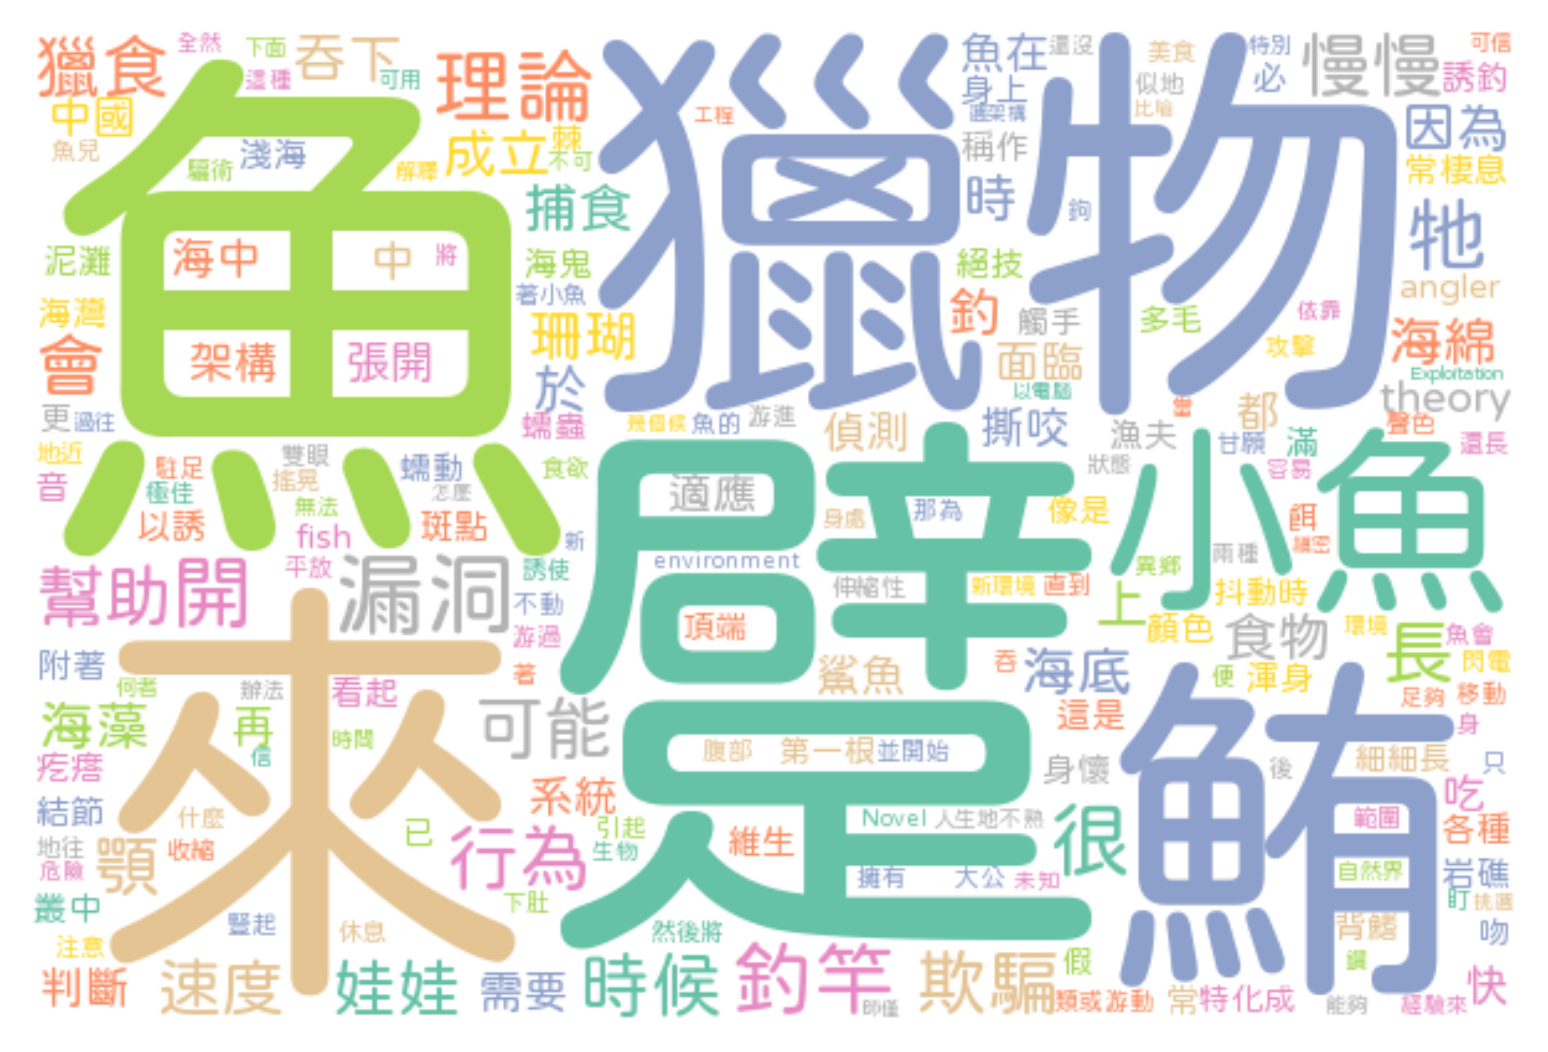 獵食
全然
下面
吞下
這種
可用
理論
中國
魚兒
淺海
騙術
解釋
成立
棘
不可
捕食
工程
魚
獵物
魚在
還沒
身上
美食
似地
比喻
特別
必
慢慢
可信
誘釣
稱作
時
鉤
因為
常棲息
牠
泥灘
海中
中
將
海鬼
著小魚
絕技
釣
觸手
多毛
依靠
angler
海灣
會
架構
張開
珊瑚
於
面臨
以電腦
攻擊
海綿
Exploitation
theory
更
過往
地近
音
駐足
極佳
以誘
雙眼
搖晃
無法
fish
平放
蠕動
怎麼
斑點
蠕蟲
食欲
新
幾個候
魚的
游進
偵測
撕咬
漁夫
狀態
都
甘願
滿
容易
聲色
還長
適應
身處
那為
像是
小魚
餌
兩種
異鄉
environment
伸縮性
新環境
直到
上
抖動時
顏色
食物
環境
長
魚會
閃電
幫助開
漏洞
誘使
不動
游過
著
頂端
躄
鯊魚
吞
海底
便
渾身
足夠
移動
身
附著
何者
辦法
看起
海藻
再
信
時間
來
可能
腹部
第一根
並開始
這是
身懷
鮪
後
細細長
只
疙瘩
結節
什麼
地往
危險
顎
收縮
已
系統
行為
引起
生物
維生
Novel
人生地不熟
很
範圍
吃
各種
自然界
岩礁
盯
挑選
叢中
豎起
休息
下肚
擁有
大公
未知
然後將
背鰭
吻
注意
判斷
速度
娃娃
需要
時候
釣竿
即僅
欺騙
假
類或游動
常
特化成
能夠
經驗來
快